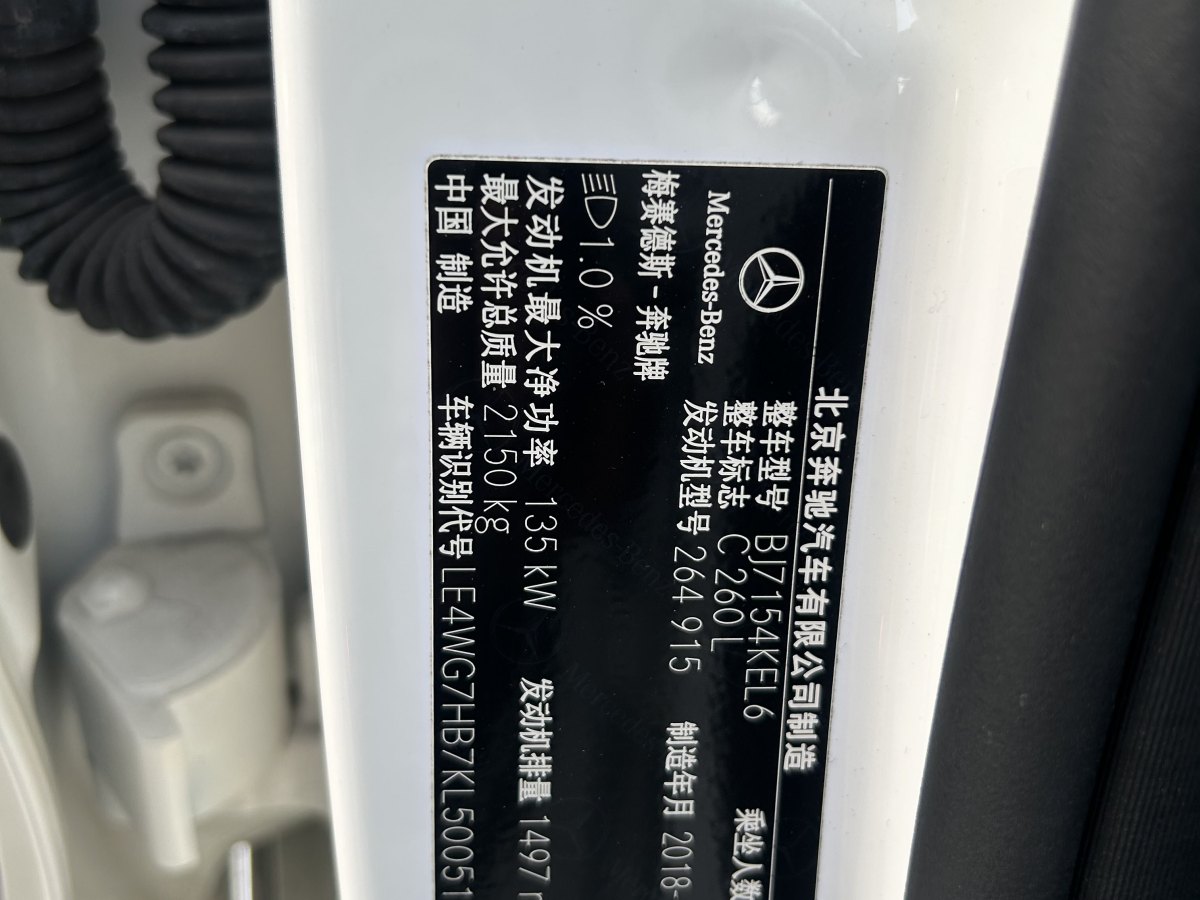 北京奔驰汽车有限公司制造
Mercedes-Benz
整车型号 BJ7154KEL6 乘坐人数
整车标志 C 260 L
梅赛德斯-奔驰牌 发动机型号 264 915 制造年月 2018-
1.0 %
发动机最大净功率 135 kW 发动机排量 1497
最大允许总质量 2150 kg
中国 制造 车辆识别代号 LE4WG7HB7KL50051